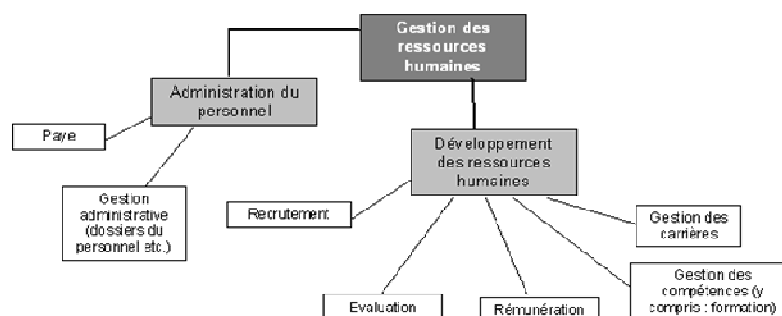 Gestion des
ressources
humaines
Administration du
personnel
Paye
Développement
des ressources
humaines
Gestion
administrative
(dossiers du
personnel etc.)
Recrutement
Gestion des
carrières
Gestion des
compétences (y
compris : formation)
Evaluation
Rémunération